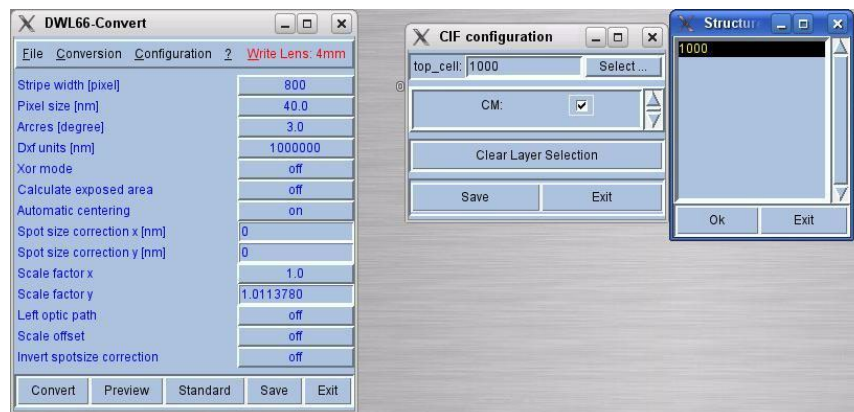 DWL66-Convert
File Conversion Configuration ? Write Lens: 4mm
Stripe width [pixel] 800
Pixel size [nm] 40.0
Arcres [degree] 3.0
Dxf units [nm] 1000000
Xor mode off
Calculate exposed area off
Automatic centering on
Spot size correction x [nm] 0
Spot size correction y [nm] 0
Scale factor x 1.0
Scale factor y 1.0113780
Left optic path off
Scale offset off
Invert spotsize correction off
Convert Preview Standard Save Exit
CIF configuration
top_cell: 1000 Select ...
CM:
Clear Layer Selection
Save Exit
Structur
1000
Ok Exit